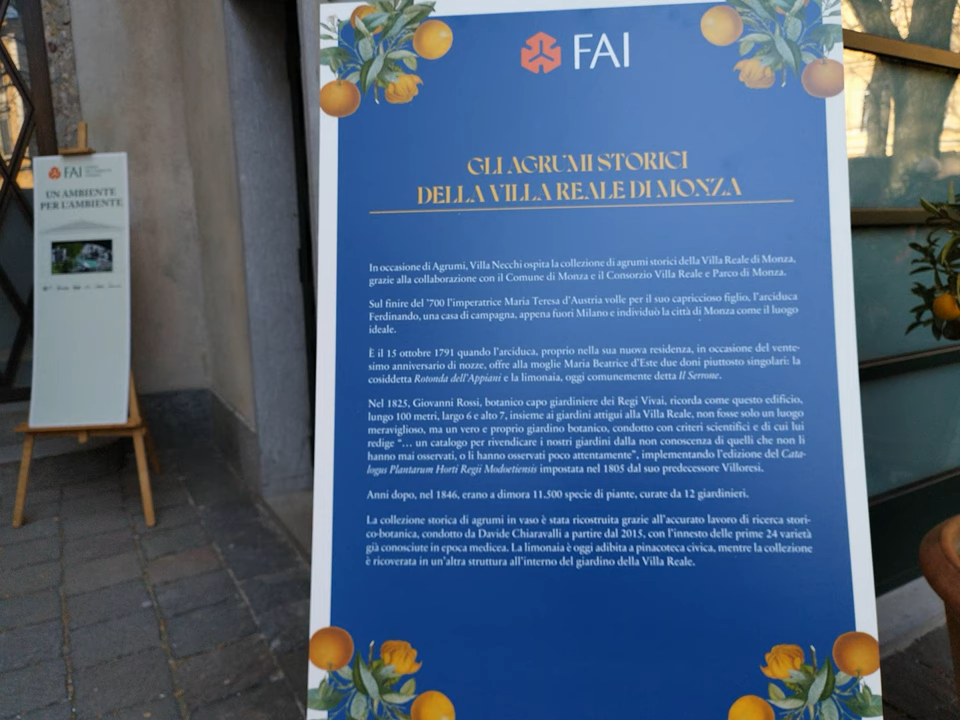 FAI
GLI AGRUMI STORICI
DELLA VILLA REALE DI MONZA
In occasione di Agrumi, Villa Necchi ospita la collezione di agrumi storici della Villa Reale di Monza,
grazie alla collaborazione con il Comune di Monza e il Consorzio Villa Reale e Parco di Monza.
Sul finire del '700 l'imperatrice Maria Teresa d'Austria volle per il suo capriccioso figlio, l'arciduca
Ferdinando, una casa di campagna, appena fuori Milano e individuò la città di Monza come il luogo
ideale.
È il 15 ottobre 1791 quando l'arciduca, proprio nella sua nuova residenza, in occasione del vente-
simo anniversario di nozze, offre alla moglie Maria Beatrice d'Este due doni piuttosto singolari: la
cosiddetta Rotonda dell'Appiani e la limonaia, oggi comunemente detta Il Serrone.
Nel 1825, Giovanni Rossi, botanico capo giardiniere dei Regi Vivai, ricorda come questo edificio,
lungo 100 metri, largo 6 e alto 7, insieme ai giardini attigui alla Villa Reale, non fosse solo un luogo
meraviglioso, ma un vero e proprio giardino botanico, condotto con criteri scientifici e di cui lui
redige "... un catalogo per rivendicare i nostri giardini dalla non conoscenza di quelli che non li
hanno mai osservati, o li hanno osservati poco attentamente", implementando l'edizione del Cata-
logus Plantarum Horti Regii Modoetiensis impostata nel 1805 dal suo predecessore Villoresi.
Anni dopo, nel 1846, erano a dimora 11.500 specie di piante, curate da 12 giardinieri.
La collezione storica di agrumi in vaso è stata ricostruita grazie all'accurato lavoro di ricerca stori-
co-botanica, condotto da Davide Chiaravalli a partire dal 2015, con l'innesto delle prime 24 varietà
già conosciute in epoca medicea. La limonaia è oggi adibita a pinacoteca civica, mentre la collezione
è ricoverata in un'altra struttura all'interno del giardino della Villa Reale.
FAI
UN AMBIENTE
PER L'AMBIENTE